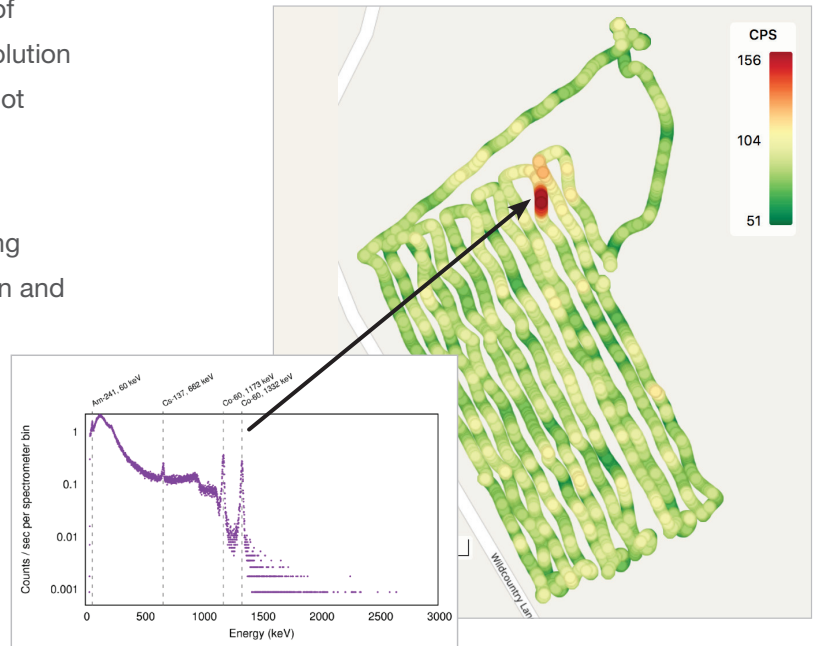 of
olution
ot
ng
n and
CPS
156
104
51
Wildcountry Lan
Am-241, 60 keV
Cs-137, 662 keV
Co-60, 1173 keV
Co-60, 1332 keV
Counts / sec per spectrometer bin
1
0.1
0.01
0.001
0 500 1000 1500 2000 2500 3000
Energy (keV)